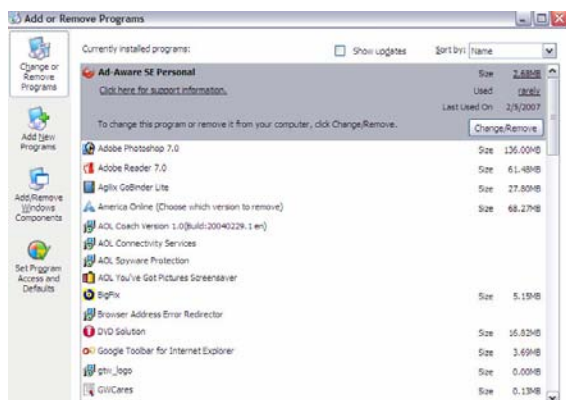 Add or Remove Programs
Change or Remove Programs
Add New Programs
Add/Remove Windows Components
Set Program Access and Defaults
Currently installed programs:
Show updates
Sort by: Name
Ad-Aware SE Personal Size 2.68MB
Click here for support information. Used rarely
Last Used On 2/5/2007
To change this program or remove it from your computer, click Change/Remove. Change/Remove
Adobe Photoshop 7.0 Size 136.00MB
Adobe Reader 7.0 Size 61.48MB
Agilix GoBinder Lite Size 27.80MB
America Online (Choose which version to remove) Size 68.27MB
AOL Coach Version 1.0(Build:20040229.1 en)
AOL Connectivity Services
AOL Spyware Protection
AOL You've Got Pictures Screensaver
BigFix Size 5.15MB
Browser Address Error Redirector
DVD Solution Size 16.82MB
Google Toolbar for Internet Explorer Size 3.69MB
gtw_logo Size 0.00MB
GWCares Size 0.13MB